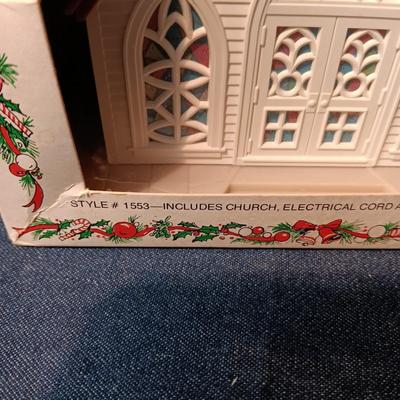 STYLE # 1553—INCLUDES CHURCH, ELECTRICAL CORD A